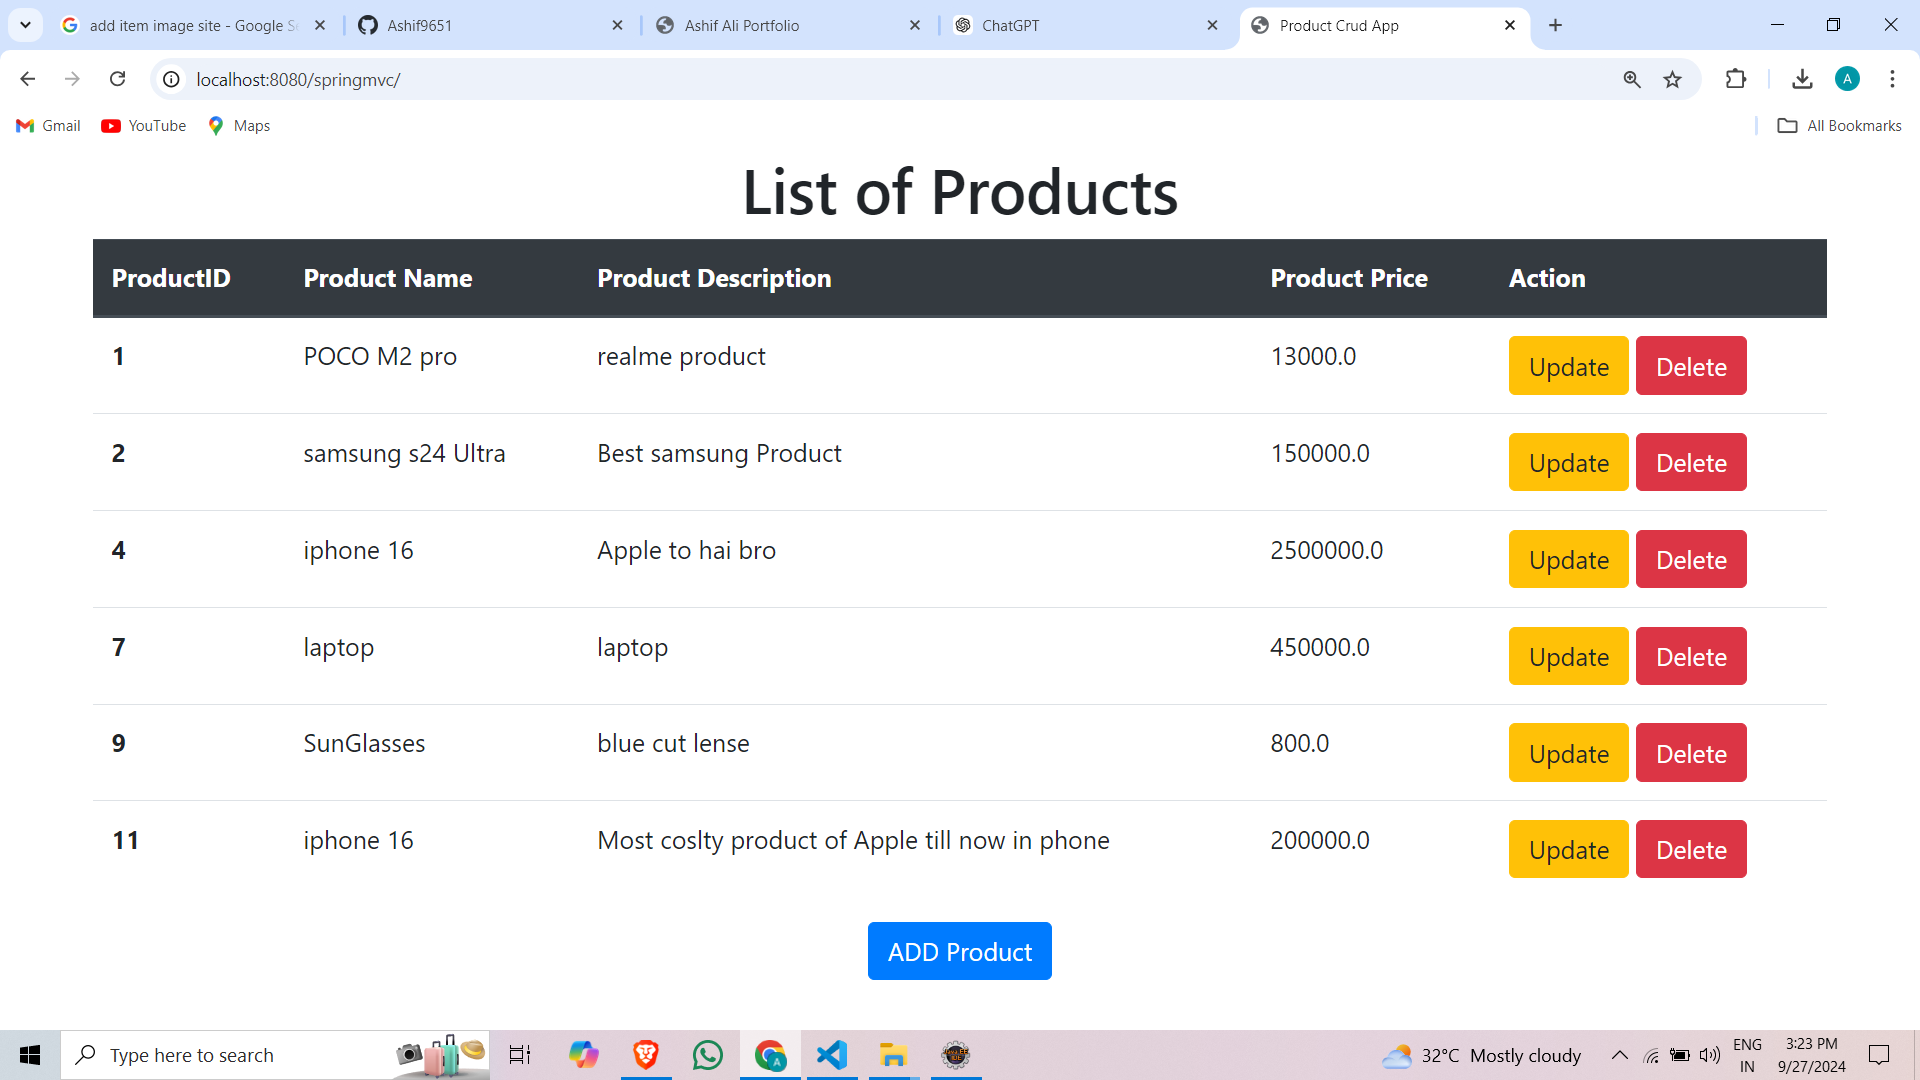 add item image site - Google S
Ashif9651
Ashif Ali Portfolio
ChatGPT
Product Crud App
localhost:8080/springmvc/
A
Gmail
YouTube
Maps
All Bookmarks
List of Products
ProductID Product Name Product Description Product Price Action
1 POCO M2 pro realme product 13000.0 Update Delete
2 samsung s24 Ultra Best samsung Product 150000.0 Update Delete
4 iphone 16 Apple to hai bro 2500000.0 Update Delete
7 laptop laptop 450000.0 Update Delete
9 SunGlasses blue cut lense 800.0 Update Delete
11 iphone 16 Most coslty product of Apple till now in phone 200000.0 Update Delete
ADD Product
Type here to search
32°C Mostly cloudy
ENG
IN
3:23 PM
9/27/2024